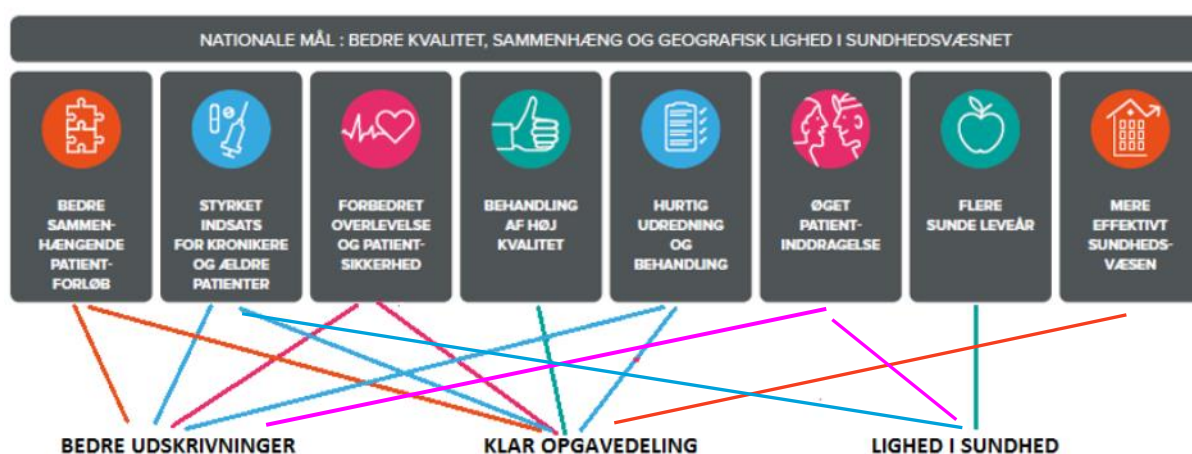 NATIONALE MÅL : BEDRE KVALITET, SAMMENHÆNG OG GEOGRAFISK LIGHED I SUNDHEDSVÆSNET
BEDRE
SAMMEN-
HÆNGENDE
PATIENT-
FORLØB
STYRKET
INDSATS
FOR KRONIKERE
OG ÆLDRE
PATIENTER
FORBEDRET
OVERLEVELSE
OG PATIENT-
SIKKERHED
BEHANDLING
AF HØJ
KVALITET
HURTIG
UDREDNING
OG
BEHANDLING
ØGET
PATIENT-
INDDRAGELSE
FLERE
SUNDE LEVEÅR
MERE
EFFEKTIVT
SUNDHEDS-
VÆSEN
BEDRE UDSKRIVNINGER
KLAR OPGAVEDELING
LIGHED I SUNDHED